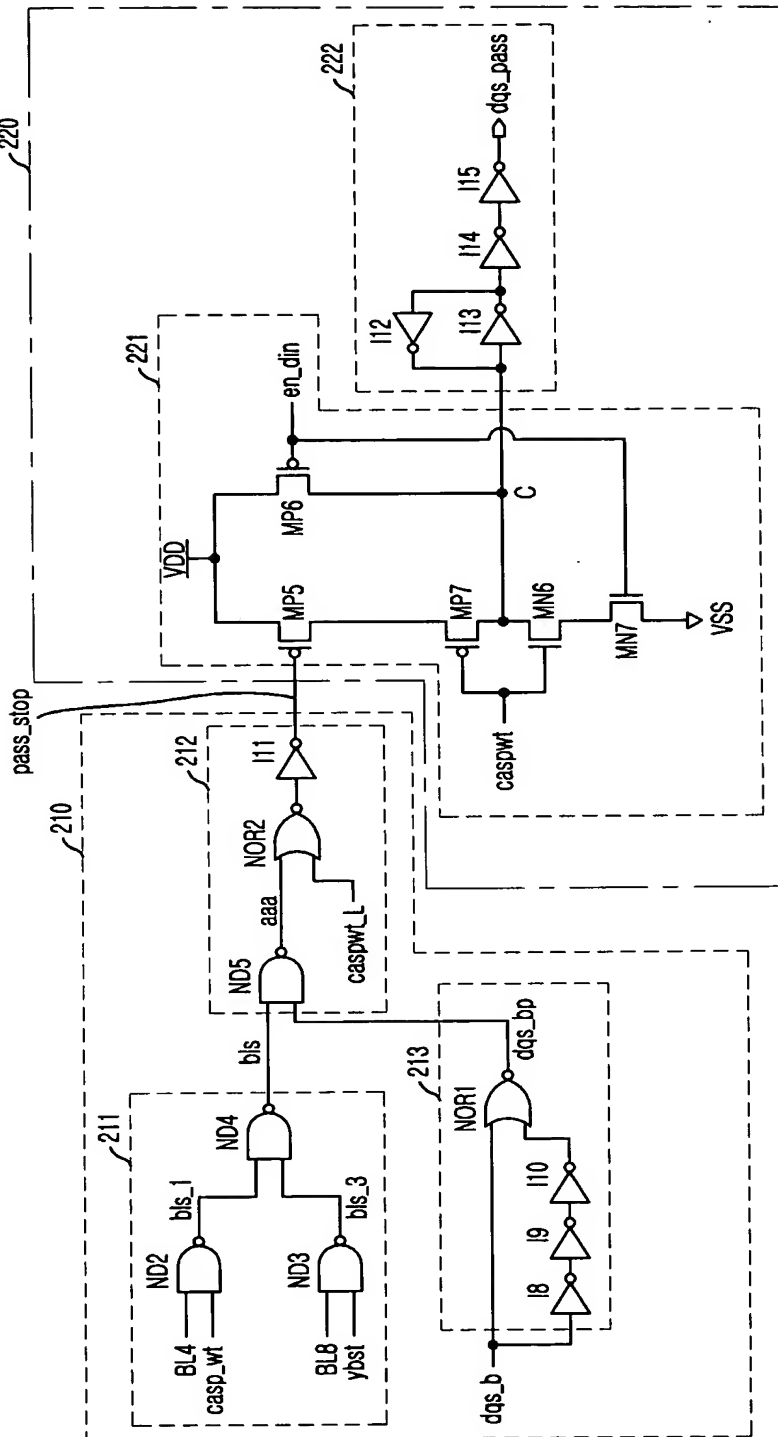 220
222
dqs_pass
I15
I14
I12
I13
221
en_din
VDD
MP6
MP5
C
MP7
MN6
MN7
VSS
caspwt
pass_stop
210
212
I11
NOR2
aaa
caspwt_L
ND5
bls
dqs_bp
211
ND4
bls_1
bls_3
ND2
ND3
BL4
casp_wt
BL8
ybst
213
NOR1
I10
I9
I8
dqs_b